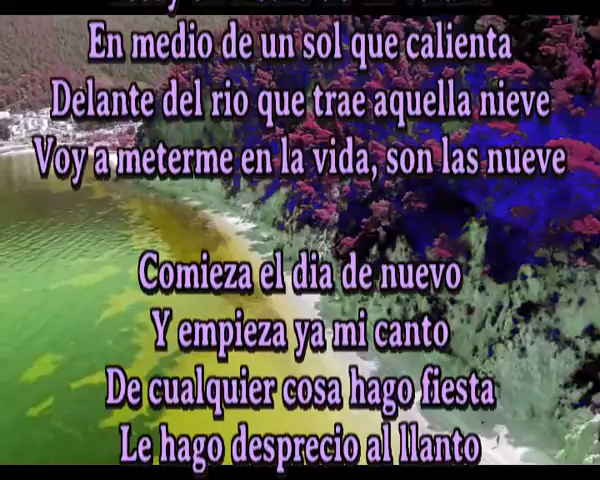 En medio de un sol que calienta
Delante del rio que trae aquella nieve
Voy a meterme en la vida, son las nueve
Comieza el dia de nuevo
Y empieza ya mi canto
De cualquier cosa hago fiesta
Le hago desprecio al llanto